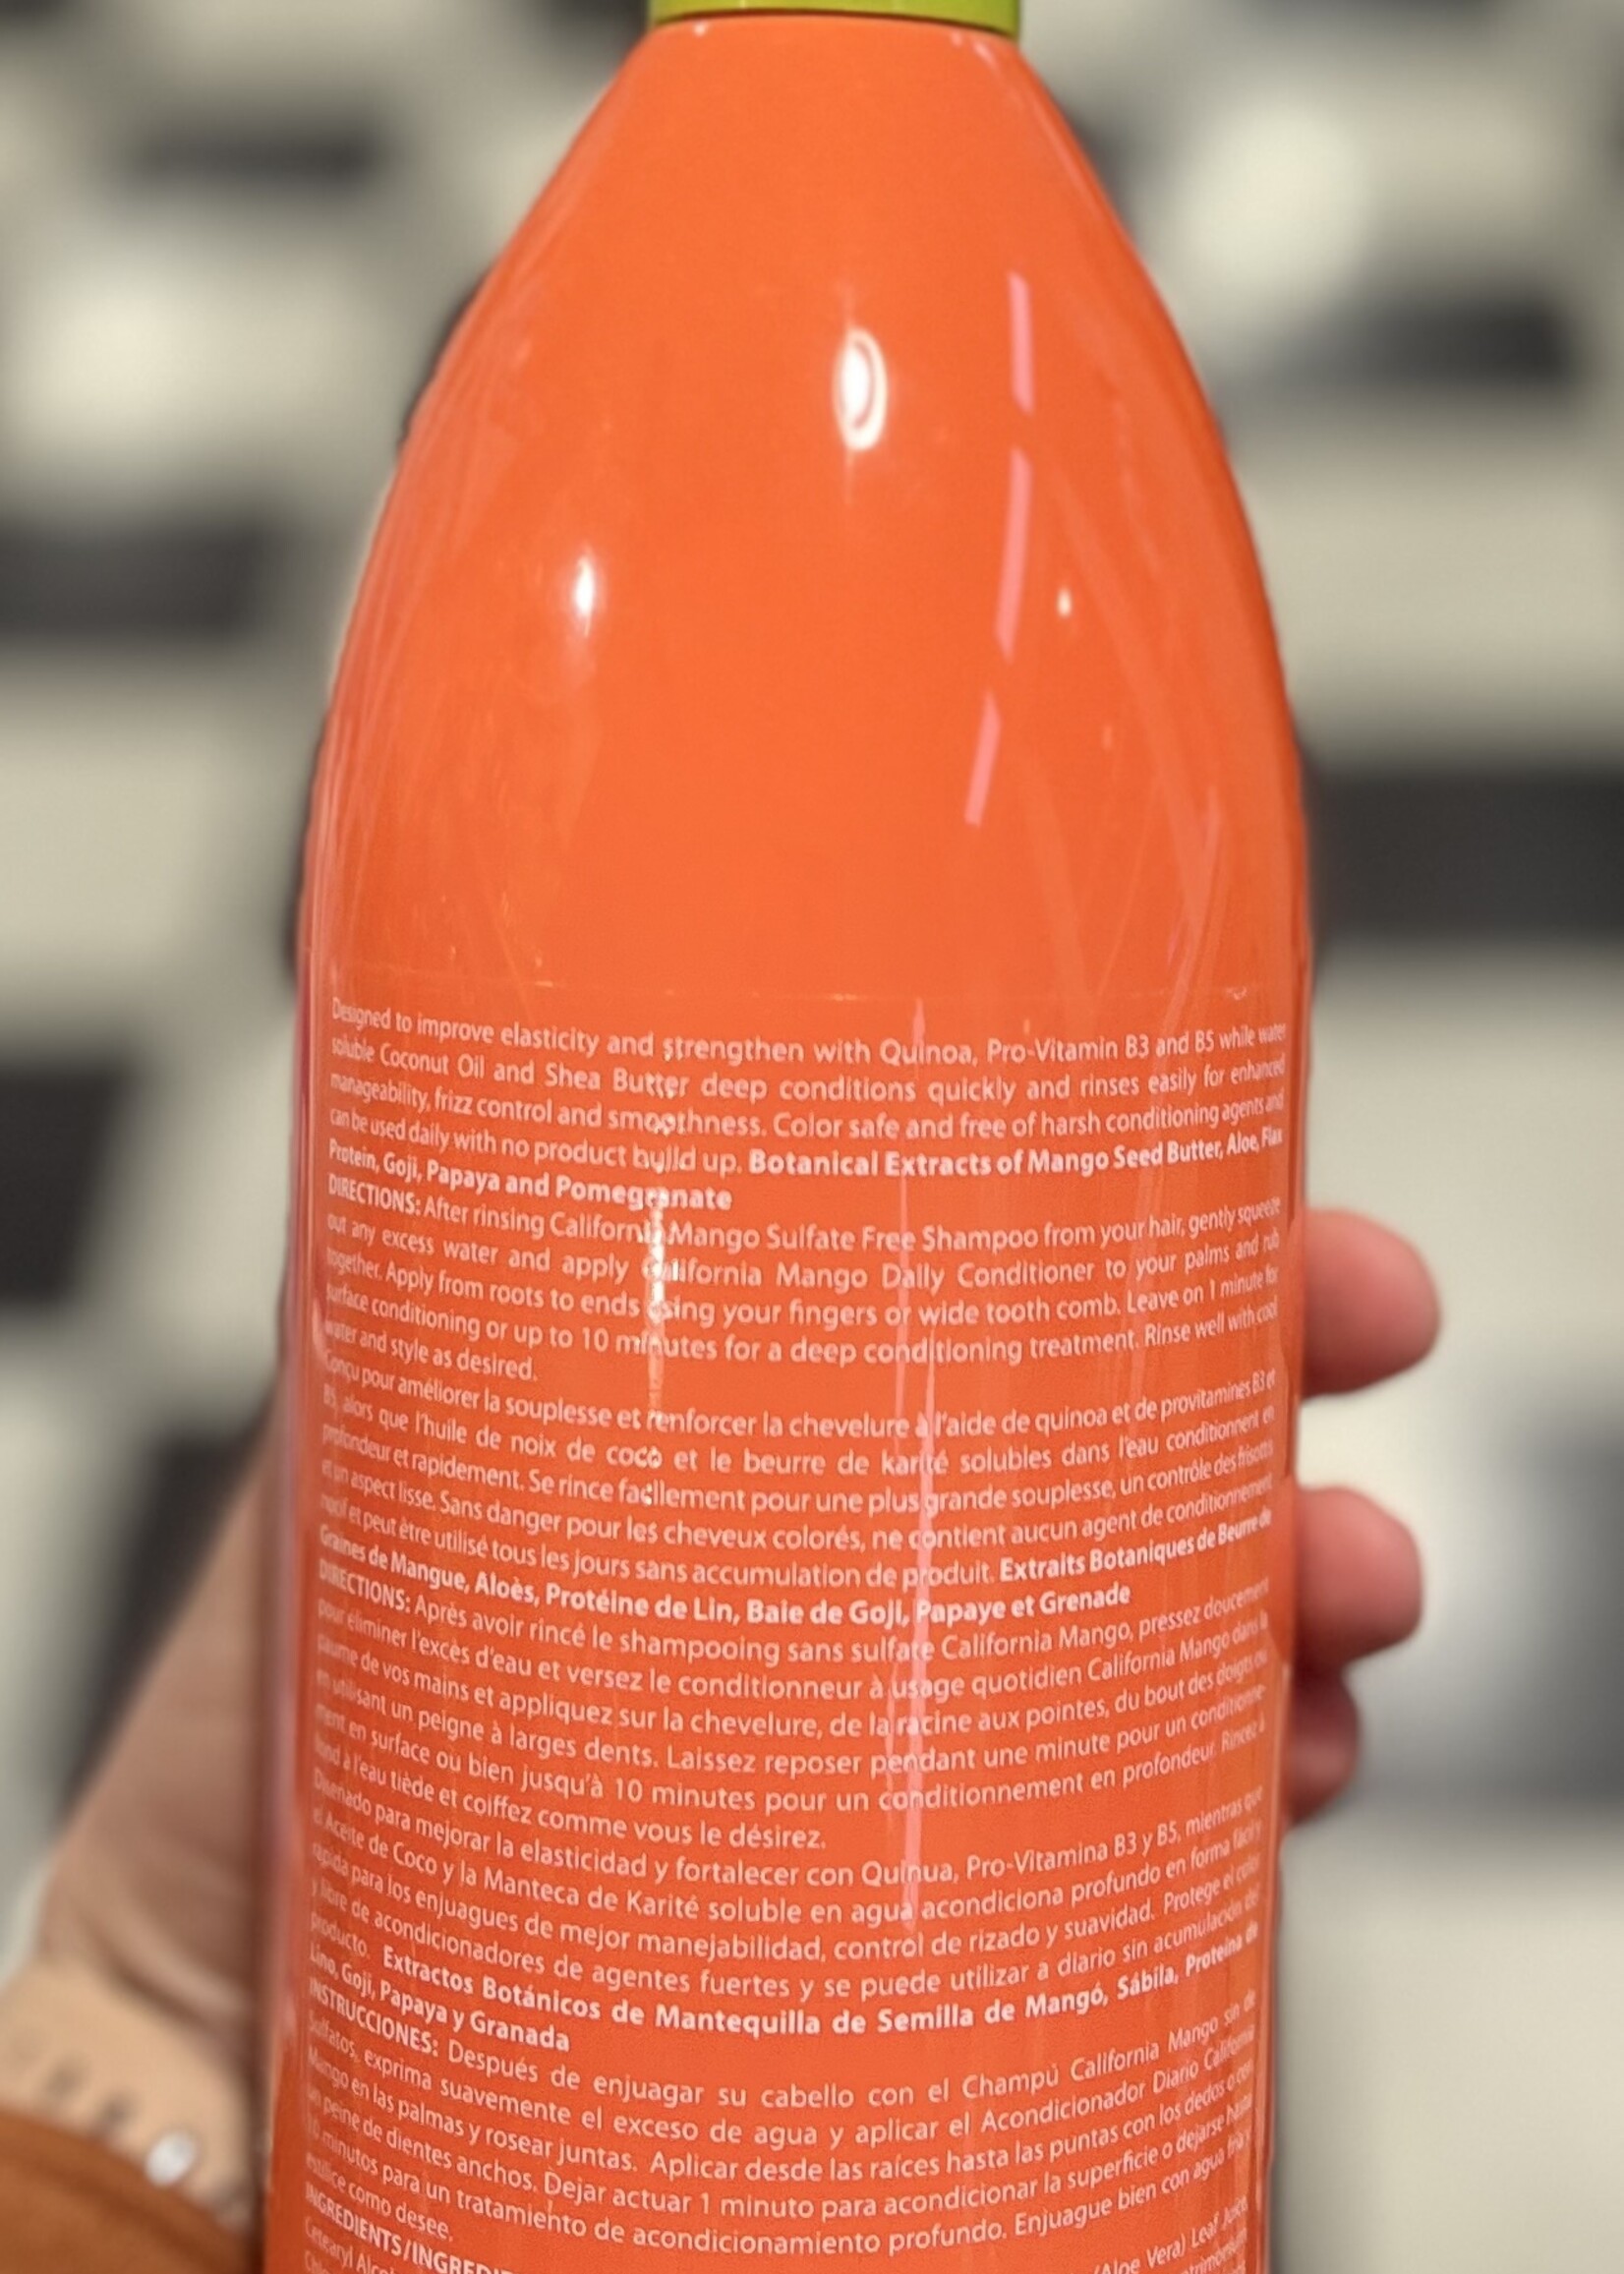 Designed to improve elasticity and strengthen with Quinoa, Pro-Vitamin B3 and B5 while water
soluble Coconut Oil and Shea Butter deep conditions quickly and rinses easily for enhanced
manageability, frizz control and smoothness. Color safe and free of harsh conditioning agents and
can be used daily with no product build up. Botanical Extracts of Mango Seed Butter, Aloe, Flax
Protein, Goji, Papaya and Pomegranate
DIRECTIONS: After rinsing California Mango Sulfate Free Shampoo from your hair, gently squeeze
out any excess water and apply California Mango Daily Conditioner to your palms and rub
together. Apply from roots to ends using your fingers or wide tooth comb. Leave on 1 minute for
surface conditioning or up to 10 minutes for a deep conditioning treatment. Rinse well with cool
water and style as desired.
Conçu pour améliorer la souplesse et renforcer la chevelure à l'aide de quinoa et de provitamines B3 et
B5, alors que l'huile de noix de coco et le beurre de karité solubles dans l'eau conditionnent en
profondeur et rapidement. Se rince facilement pour une plus grande souplesse, un contrôle des frisottis
et un aspect lisse. Sans danger pour les cheveux colorés, ne contient aucun agent de conditionnement
nocif et peut être utilisé tous les jours sans accumulation de produit. Extraits Botaniques de Beurre de
Graines de Mangue, Aloès, Protéine de Lin, Baie de Goji, Papaye et Grenade
DIRECTIONS: Après avoir rincé le shampooing sans sulfate California Mango, pressez doucement
pour éliminer l'excès d'eau et versez le conditionneur à usage quotidien California Mango dans la
paume de vos mains et appliquez sur la chevelure, de la racine aux pointes, du bout des doigts ou
en utilisant un peigne à larges dents. Laissez reposer pendant une minute pour un conditionne-
ment en surface ou bien jusqu'à 10 minutes pour un conditionnement en profondeur. Rincez à
fond à l'eau tiède et coiffez comme vous le désirez.
Disenado para mejorar la elasticidad y fortalecer con Quinua, Pro-Vitamina B3 y B5, mientras que
el Aceite de Coco y la Manteca de Karité soluble en agua acondiciona profundo en forma fácil y
rápida para los enjuagues de mejor manejabilidad, control de rizado y suavidad. Protege el color
y libre de acondicionadores de agentes fuertes y se puede utilizar a diario sin acumulación de
producto. Extractos Botánicos de Mantequilla de Semilla de Mangó, Sábila, Proteína de
Lino, Goji, Papaya y Granada
INSTRUCCIONES: Después de enjuagar su cabello con el Champú California Mango sin de
Sulfatos, exprima suavemente el exceso de agua y aplicar el Acondicionador Diario California
Mango en las palmas y rosear juntas. Aplicar desde las raíces hasta las puntas con los dedos o con
un peine de dientes anchos. Dejar actuar 1 minuto para acondicionar la superficie o dejarse hasta
10 minutos para un tratamiento de acondicionamiento profundo. Enjuague bien con agua fría y
estilice como desee.
INGREDIENTS/ (Aloe Vera) Leaf Juice
Cetearyl